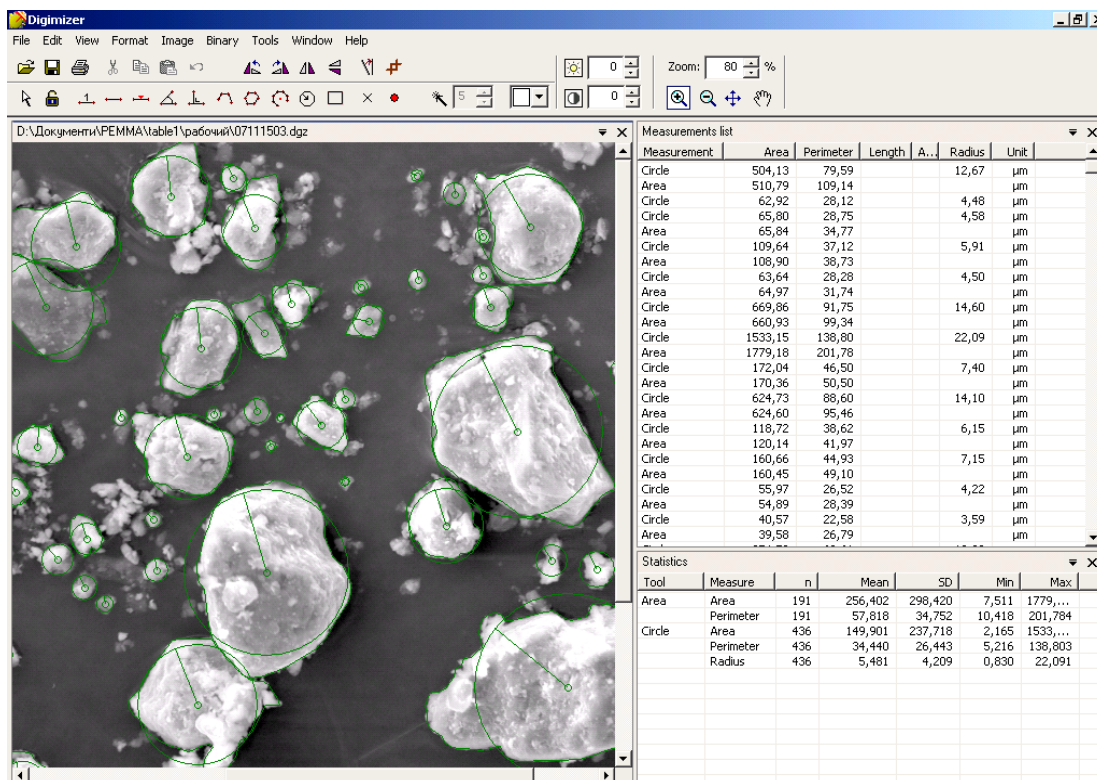 Digimizer
File Edit View Format Image Binary Tools Window Help
0 Zoom: 80 %
5 0
D:\Документи\РЕММА\table1\рабочий\07111503.dgz
Measurements list
Measurement Area Perimeter Length A... Radius Unit
Circle 504,13 79,59 12,67 µm
Area 510,79 109,14 µm
Circle 62,92 28,12 4,48 µm
Circle 65,80 28,75 4,58 µm
Area 65,84 34,77 µm
Circle 109,64 37,12 5,91 µm
Area 108,90 38,73 µm
Circle 63,64 28,28 4,50 µm
Area 64,97 31,74 µm
Circle 669,86 91,75 14,60 µm
Area 660,93 99,34 µm
Circle 1533,15 138,80 22,09 µm
Area 1779,18 201,78 µm
Circle 172,04 46,50 7,40 µm
Area 170,36 50,50 µm
Circle 624,73 88,60 14,10 µm
Area 624,60 95,46 µm
Circle 118,72 38,62 6,15 µm
Area 120,14 41,97 µm
Circle 160,66 44,93 7,15 µm
Area 160,45 49,10 µm
Circle 55,97 26,52 4,22 µm
Area 54,89 28,39 µm
Circle 40,57 22,58 3,59 µm
Area 39,58 26,79 µm
Statistics
Tool Measure n Mean SD Min Max
Area Area 191 256,402 298,420 7,511 1779,...
Perimeter 191 57,818 34,752 10,418 201,784
Circle Area 436 149,901 237,718 2,165 1533,...
Perimeter 436 34,440 26,443 5,216 138,803
Radius 436 5,481 4,209 0,830 22,091